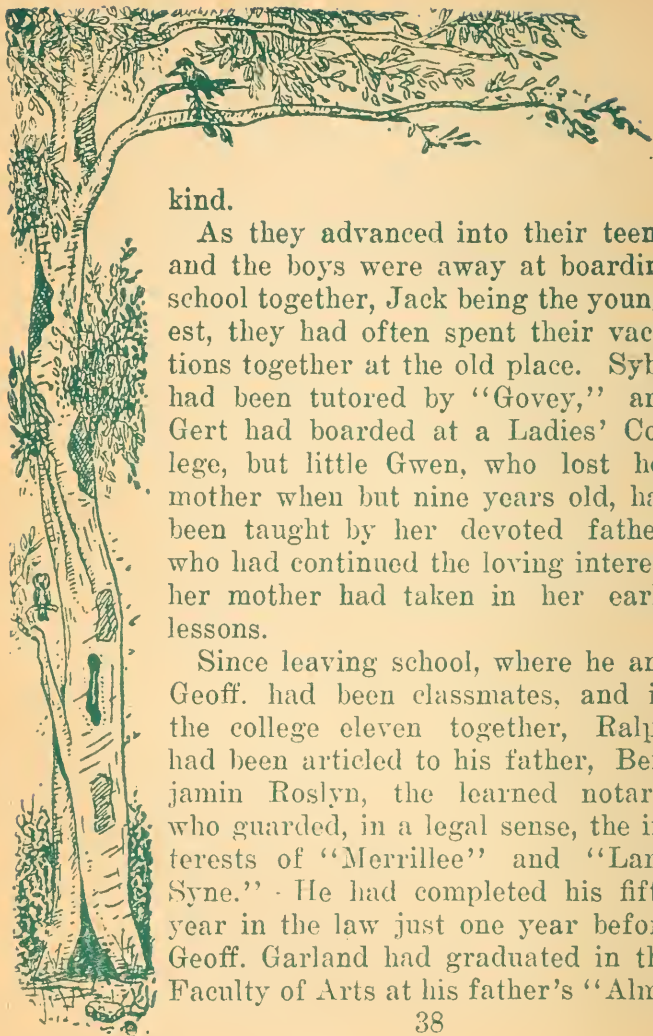 kind.
As they advanced into their teen
and the boys were away at boardin
school together, Jack being the youn
est, they had often spent their vac
tions together at the old place. Syb
had been tutored by “Govey,” an
Gert had boarded at a Ladies’ Co
lege, but little Gwen, who lost he
mother when but nine years old, ha
been taught by her devoted fathe
who had continued the loving intere
her mother had taken in her earl
lessons.
Since leaving school, where he an
Geoff. had been classmates, and i
the college eleven together, Ralp
had been articled to his father, Be
jamin Roslyn, the learned notar
who guarded, in a legal sense, the i
terests of “Merrillee” and “Lan
Syne.” He had completed his fift
year in the law just one year befor
Geoff. Garland had graduated in th
Faculty of Arts at his father’s “Alm
38